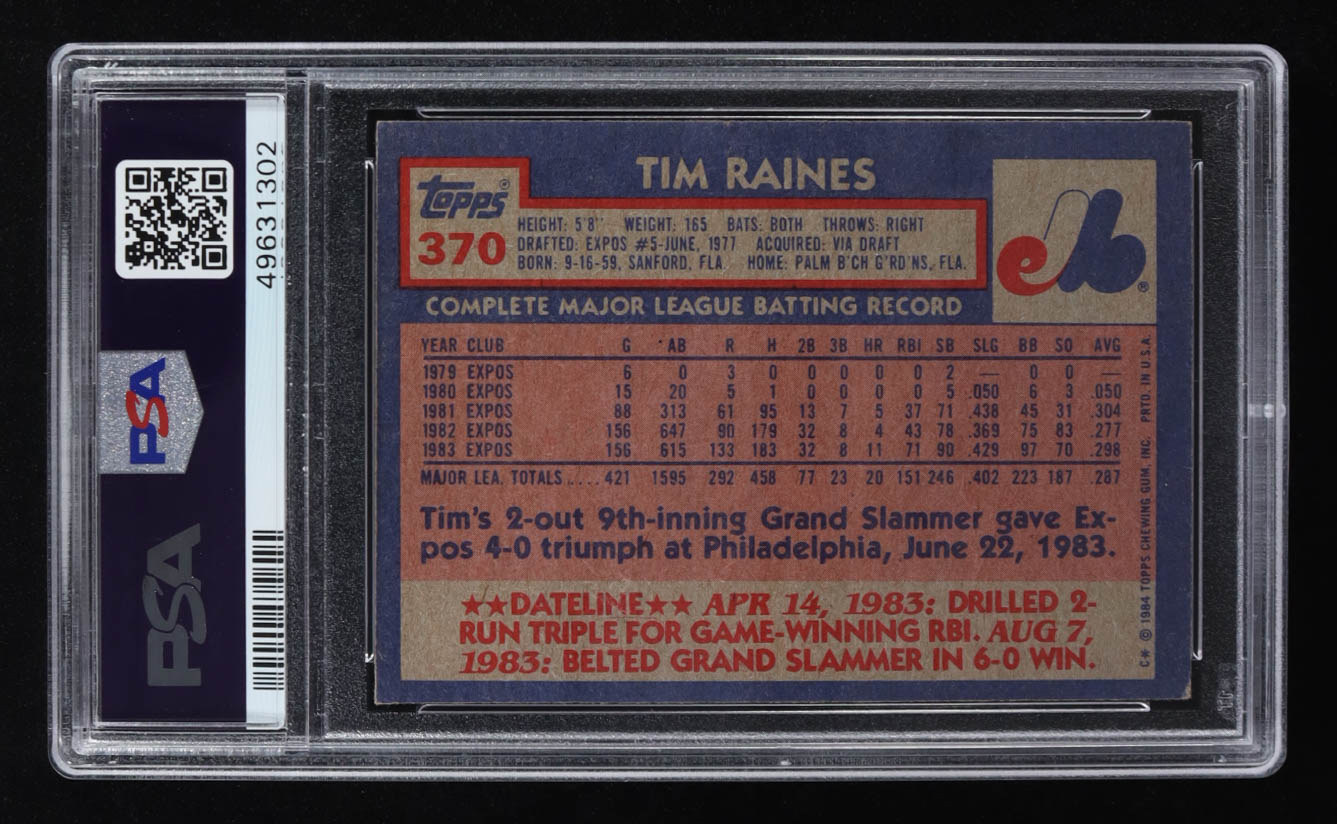 49631302
PSA
PSA
TIM RAINES
topps®
370
HEIGHT: 5'8" WEIGHT: 165 BATS: BOTH THROWS: RIGHT
DRAFTED: EXPOS #5-JUNE, 1977 ACQUIRED: VIA DRAFT
BORN: 9-16-59, SANFORD, FLA. HOME: PALM B'CH G'RD'NS, FLA.
eb®
COMPLETE MAJOR LEAGUE BATTING RECORD
YEAR CLUB G AB R H 2B 3B HR RBI SB SLG BB SO AVG
1979 EXPOS 6 0 3 0 0 0 0 0 2 — 0 0 —
1980 EXPOS 15 20 5 1 0 0 0 0 5 .050 6 3 .050
1981 EXPOS 88 313 61 95 13 7 5 37 71 .438 45 31 .304
1982 EXPOS 156 647 90 179 32 8 4 43 78 .369 75 83 .277
1983 EXPOS 156 615 133 183 32 8 11 71 90 .429 97 70 .298
MAJOR LEA. TOTALS..... 421 1595 292 458 77 23 20 151 246 .402 223 187 .287
Tim's 2-out 9th-inning Grand Slammer gave Ex-
pos 4-0 triumph at Philadelphia, June 22, 1983.
★★DATELINE★★ APR 14, 1983: DRILLED 2-
RUN TRIPLE FOR GAME-WINNING RBI. AUG 7,
1983: BELTED GRAND SLAMMER IN 6-0 WIN.
C* © 1984 TOPPS CHEWING GUM, INC. PRTD. IN U.S.A.